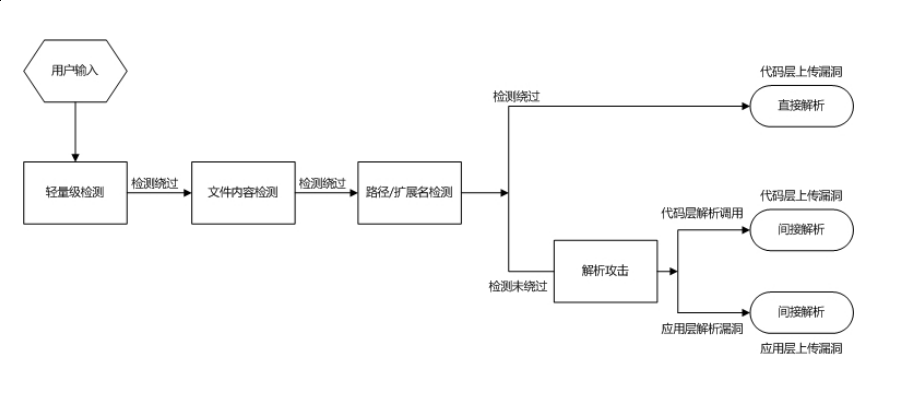 用户输入
轻量级检测
检测绕过
文件内容检测
检测绕过
路径/扩展名检测
检测绕过
代码层上传漏洞
直接解析
检测未绕过
解析攻击
代码层解析调用
代码层上传漏洞
间接解析
应用层解析漏洞
间接解析
应用层上传漏洞